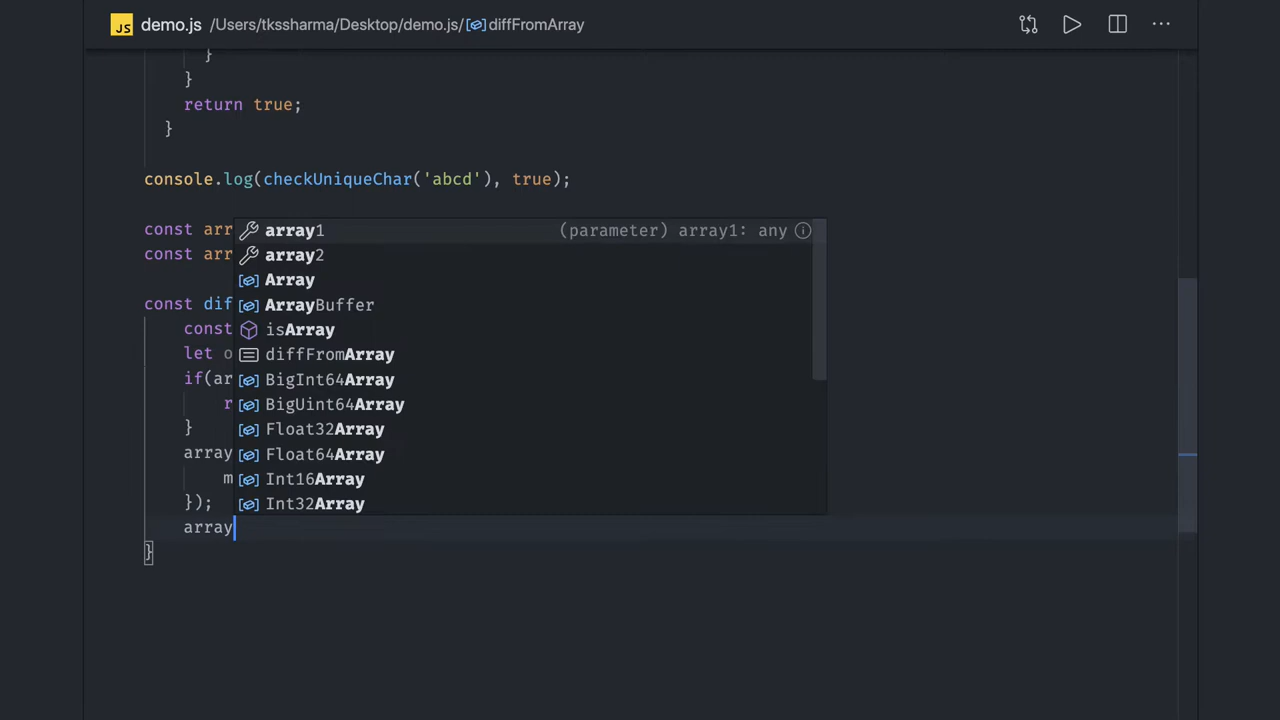 JS demo.js /Users/tkssharma/Desktop/demo.js/ diffFromArray ...
}
}
return true;
}
console.log(checkUniqueChar('abcd'), true);
const arr
const arr
const dif
const
let o
if(ar
r
}
array
m
});
array
}
array1 (parameter) array1: any
array2
Array
ArrayBuffer
isArray
diffFromArray
BigInt64Array
BigUint64Array
Float32Array
Float64Array
Int16Array
Int32Array